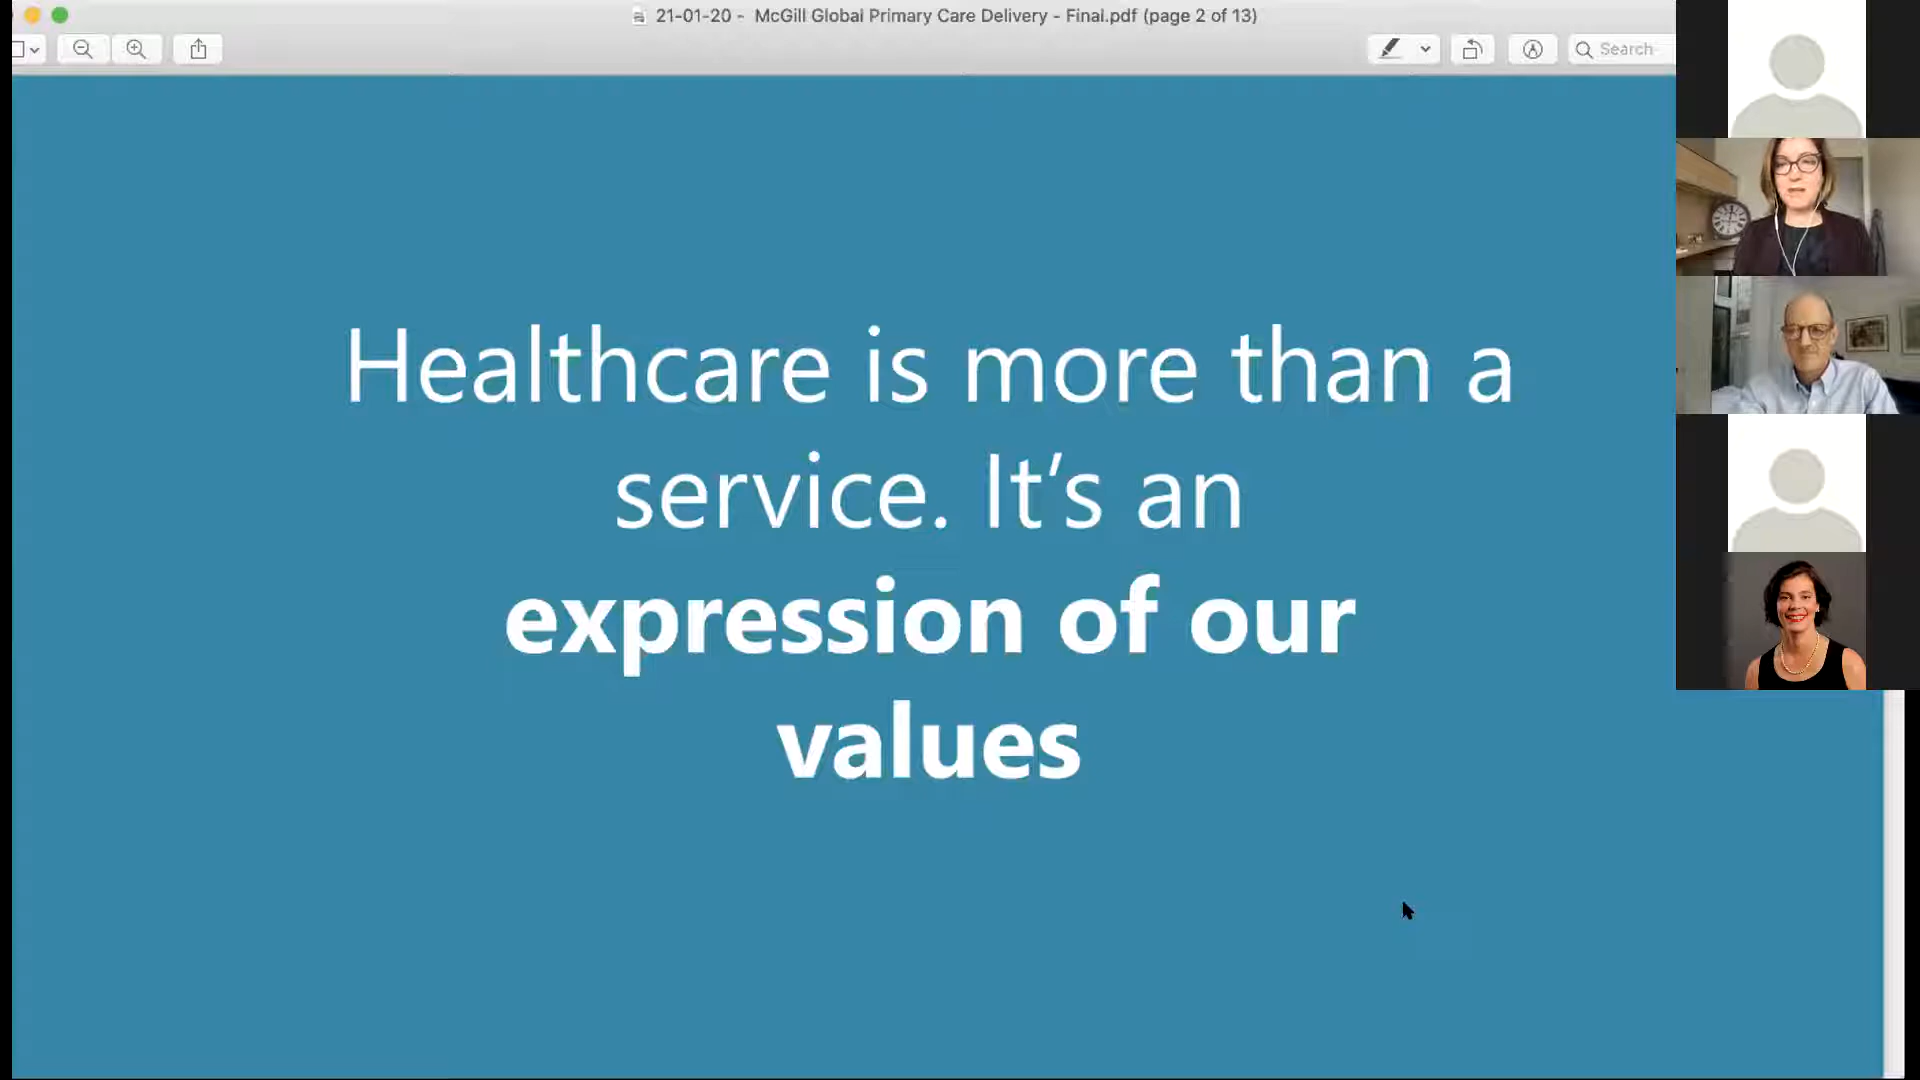 21-01-20 - McGill Global Primary Care Delivery - Final.pdf (page 2 of 13)
Search
Healthcare is more than a
service. It’s an
expression of our
values